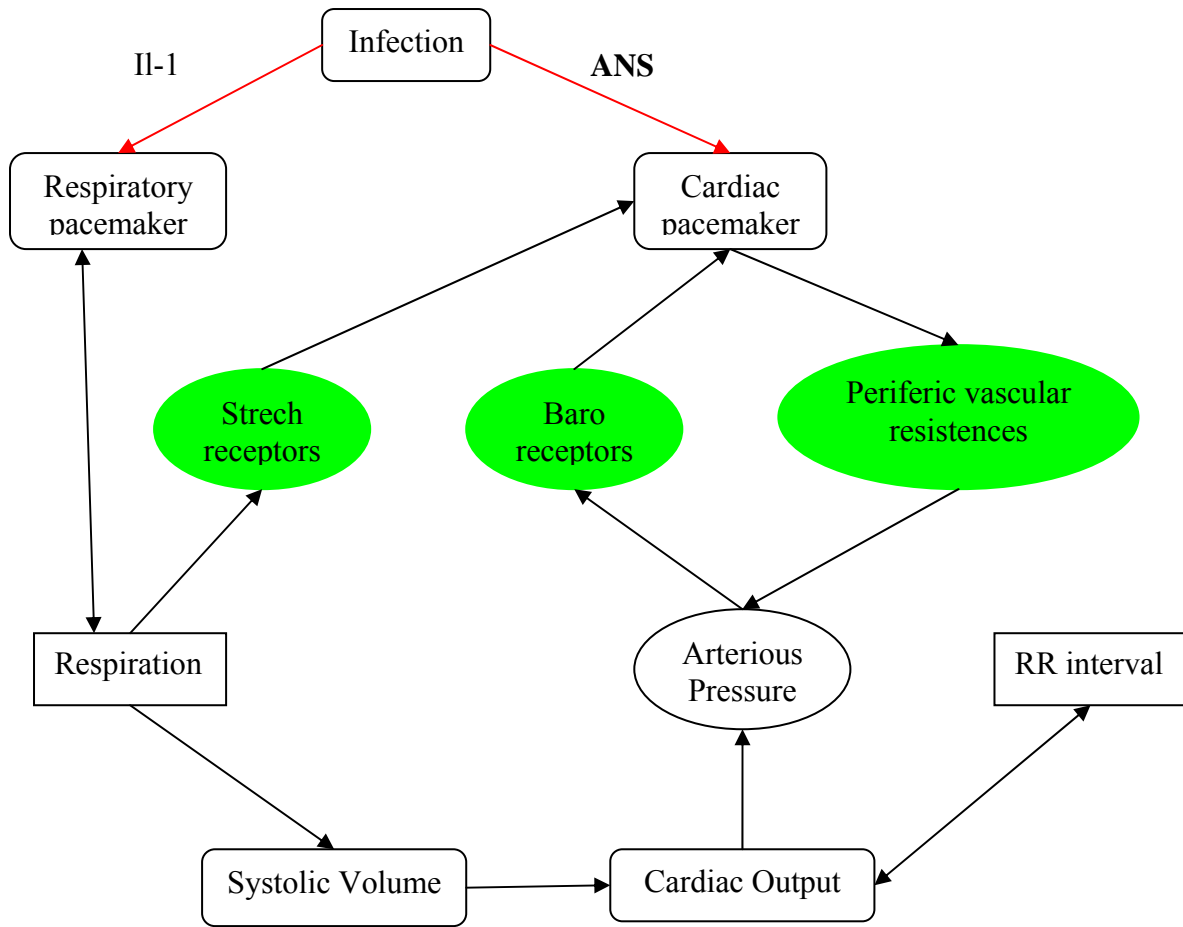 Infection
Il-1
ANS
Respiratory
pacemaker
Cardiac
pacemaker
Strech
receptors
Baro
receptors
Periferic vascular
resistences
Respiration
Arterious
Pressure
RR interval
Systolic Volume
Cardiac Output